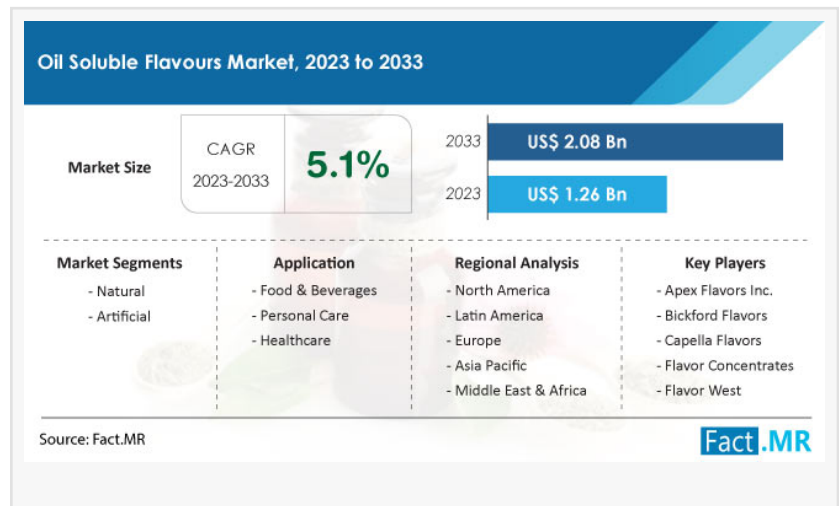 Oil Soluble Flavours Market, 2023 to 2033
Market Size
CAGR
2023-2033
5.1%
2033
US$ 2.08 Bn
2023
US$ 1.26 Bn
Market Segments
- Natural
- Artificial
Application
- Food & Beverages
- Personal Care
- Healthcare
Regional Analysis
- North America
- Latin America
- Europe
- Asia Pacific
- Middle East & Africa
Key Players
- Apex Flavors Inc.
- Bickford Flavors
- Capella Flavors
- Flavor Concentrates
- Flavor West
Source: Fact.MR
Fact.MR